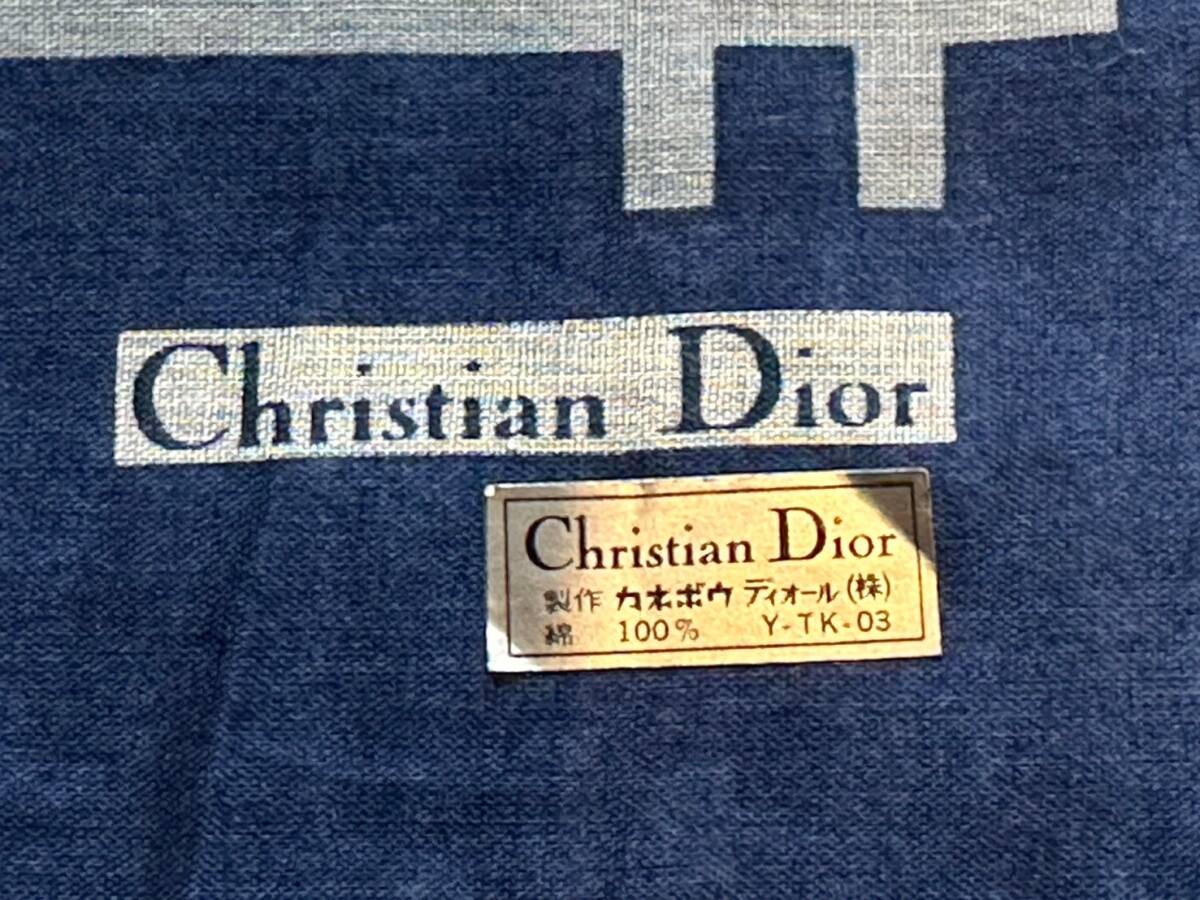 Christian Dior
Christian Dior
製作 カネボウ ディオール(株)
綿 100% Y-TK-03